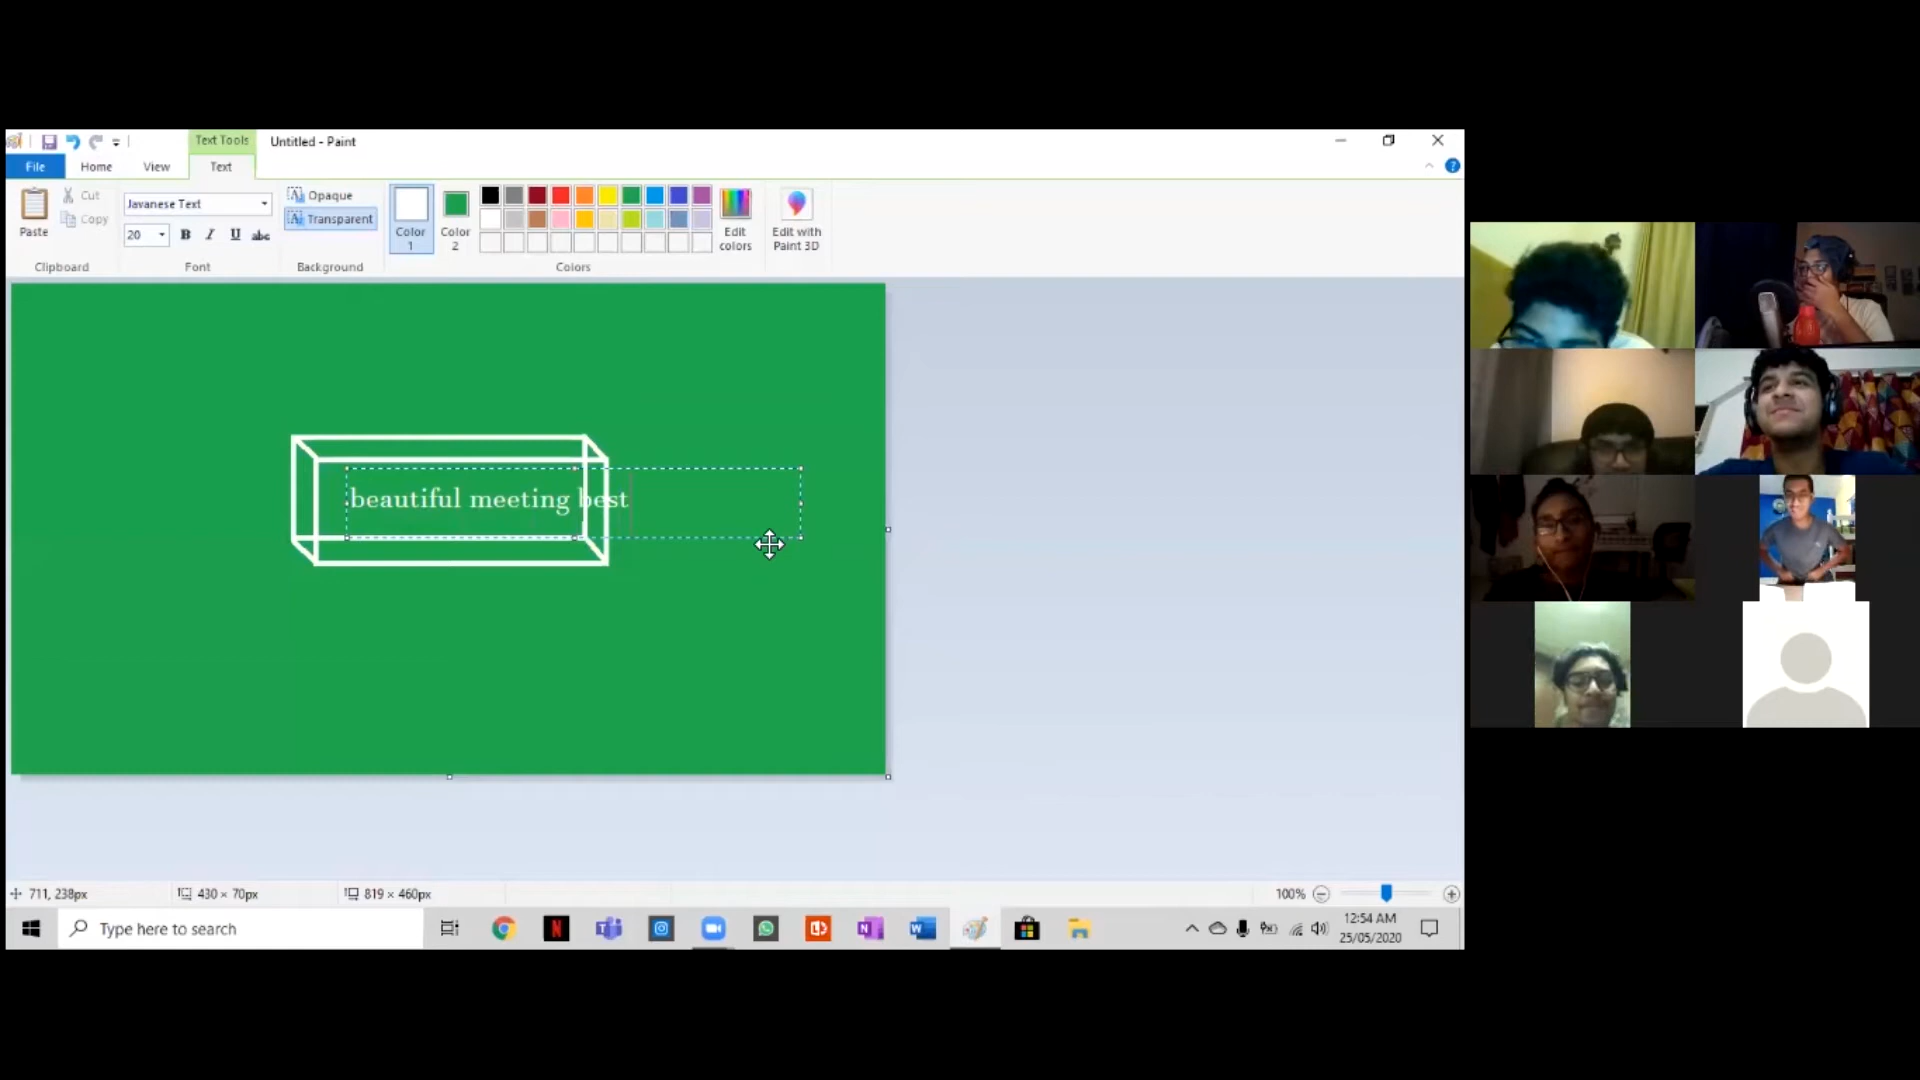 Text Tools
Untitled - Paint
File
Home
View
Text
Cut
Copy
Paste
Clipboard
Javanese Text
20
B
I
U
abc
Font
Opaque
Transparent
Background
Color
1
Color
2
Edit
colors
Colors
Edit with
Paint 3D
beautiful meeting best
711, 238px
430 × 70px
819 × 460px
100%
Type here to search
12:54 AM
25/05/2020